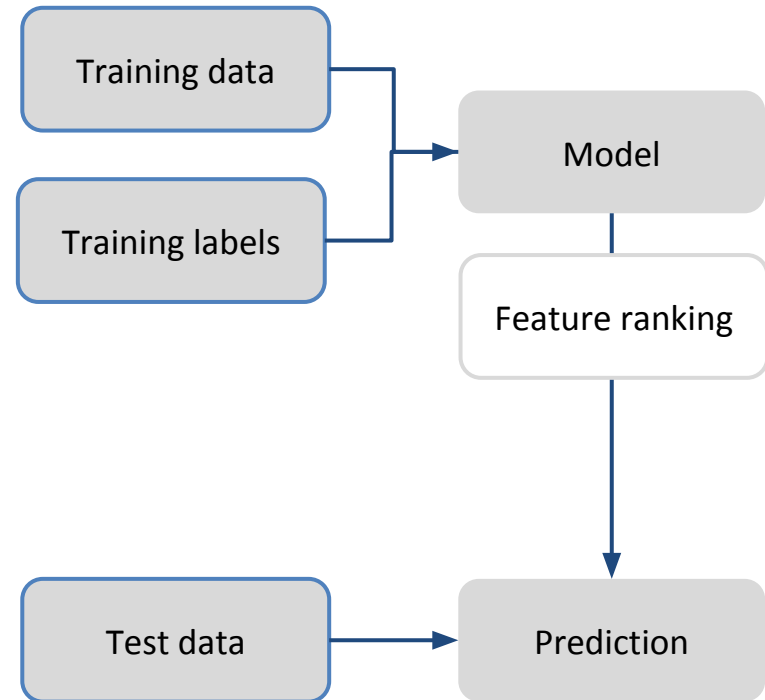 Training data
Model
Training labels
Feature ranking
Test data
Prediction